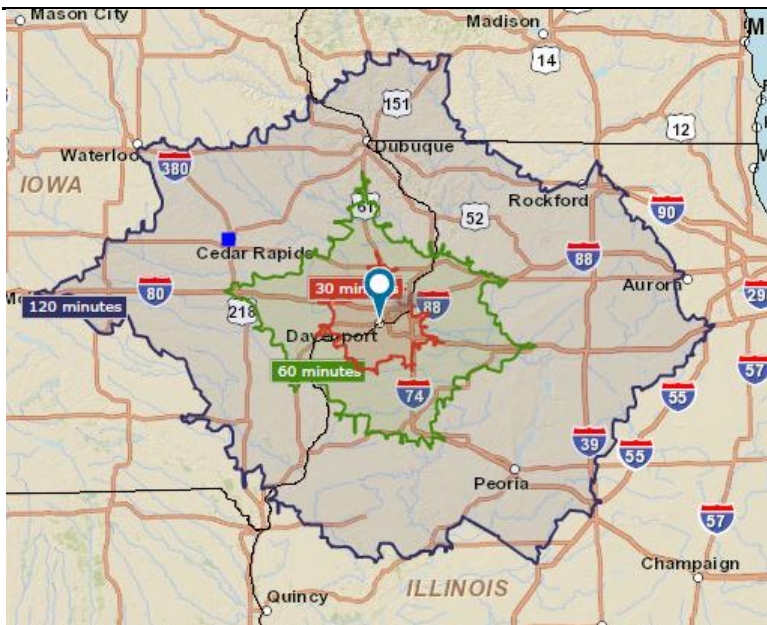 Mason City
Madison
14
151
12
Waterloo
Dubuque
380
IOWA
Rockford
61
52
90
Cedar Rapids
88
80
30 min
Aurora
120 minutes
218
88
Davenport
60 minutes
74
57
55
39
55
Peoria
57
Champaign
ILLINOIS
Quincy